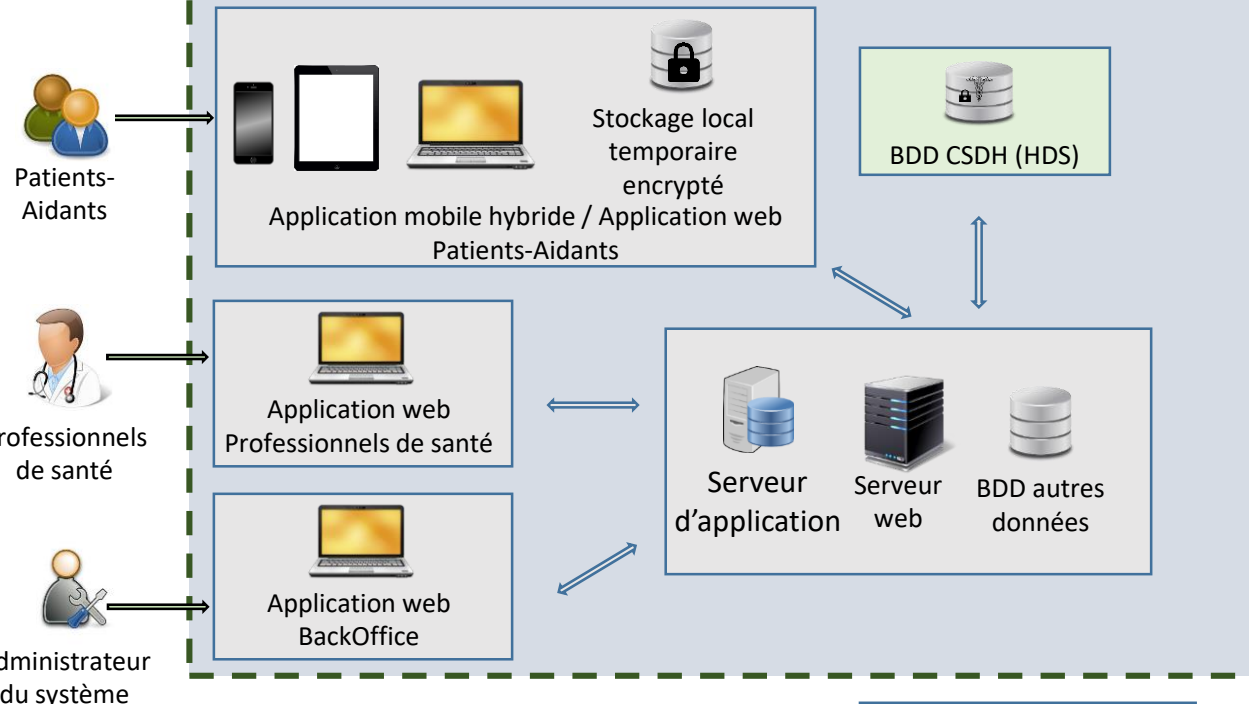 Patients-
Aidants
Stockage local
temporaire
encrypté
Application mobile hybride / Application web
Patients-Aidants
BDD CSDH (HDS)
rofessionnels
de santé
Application web
Professionnels de santé
Serveur
d’application
Serveur
web
BDD autres
données
dministrateur
du système
Application web
BackOffice